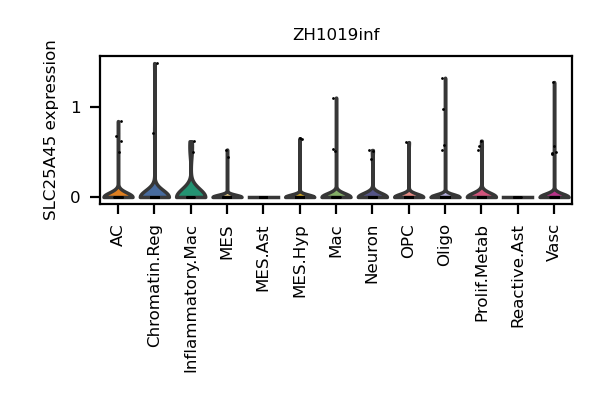 ZH1019inf
SLC25A45 expression
1
0
AC
Chromatin.Reg
Inflammatory.Mac
MES
MES.Ast
MES.Hyp
Mac
Neuron
OPC
Oligo
Prolif.Metab
Reactive.Ast
Vasc